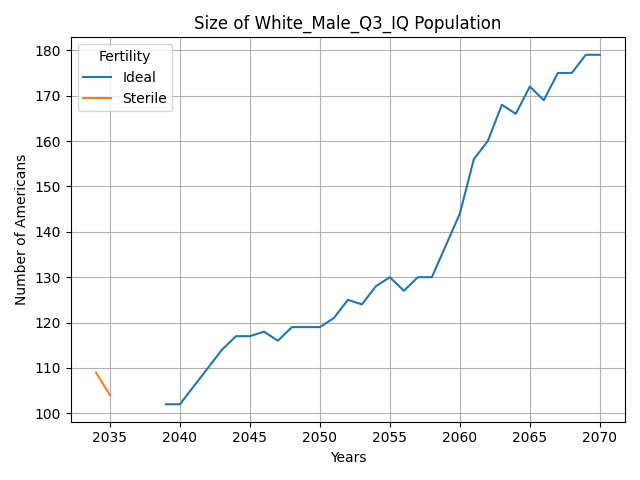 Size of White_Male_Q3_IQ Population
Fertility
Ideal
Sterile
Number of Americans
180
170
160
150
140
130
120
110
100
2035 2040 2045 2050 2055 2060 2065 2070
Years